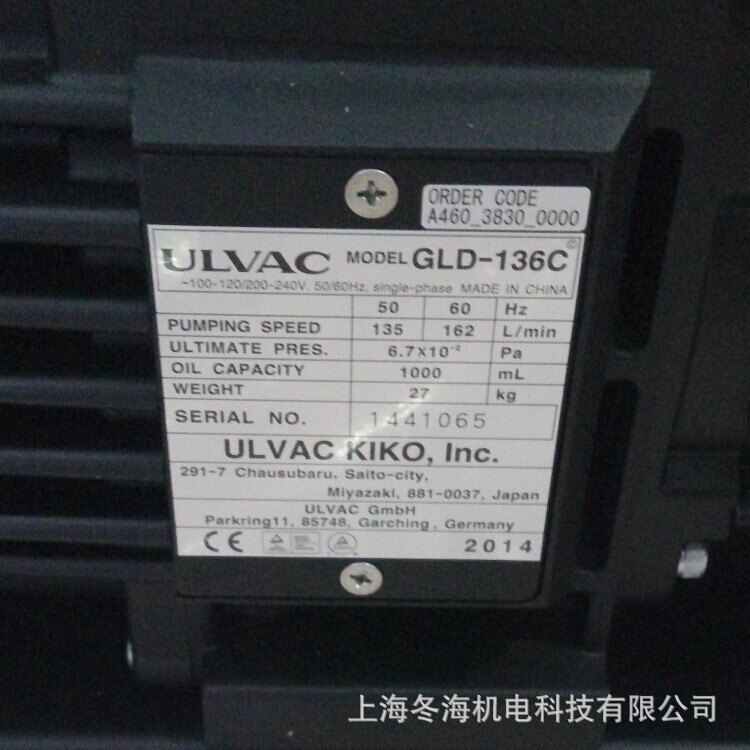 ORDER CODE
A460_3830_0000
ULVAC MODEL GLD-136C
~100-120/200-240V, 50/60Hz, single-phase MADE IN CHINA
50 60 Hz
PUMPING SPEED 135 162 L/min
ULTIMATE PRES. 6.7X10⁻² Pa
OIL CAPACITY 1000 mL
WEIGHT 27 kg
SERIAL NO. 1441065
ULVAC KIKO, Inc.
291-7 Chausubaru, Saito-city,
Miyazaki, 881-0037, Japan
ULVAC GmbH
Parkring11, 85748, Garching, Germany
CE 2014
上海冬海机电科技有限公司